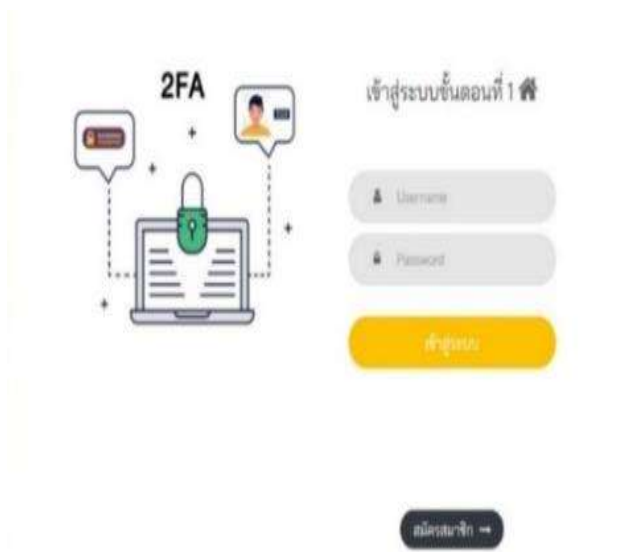 2FA
เข้าสู่ระบบขั้นตอนที่ 1
Username
Password
เข้าสู่ระบบ
สมัครสมาชิก →